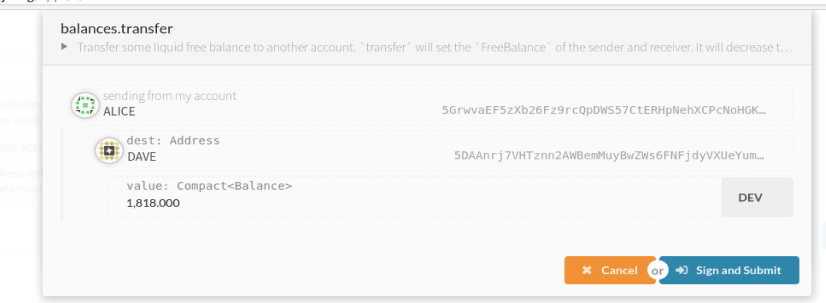 balances.transfer
Transfer some liquid free balance to another account. `transfer` will set the `FreeBalance` of the sender and receiver. It will decrease t…
sending from my account
ALICE 5GrwvaEF5zXb26Fz9rcQpDWS57CtERHpNehXCPcNoHGK…
dest: Address
DAVE 5DAAnrj7VHTznn2AWBemMuyBwZWs6FNFjdyVXUeYum…
value: Compact<Balance>
1,818.000 DEV
Cancel or Sign and Submit